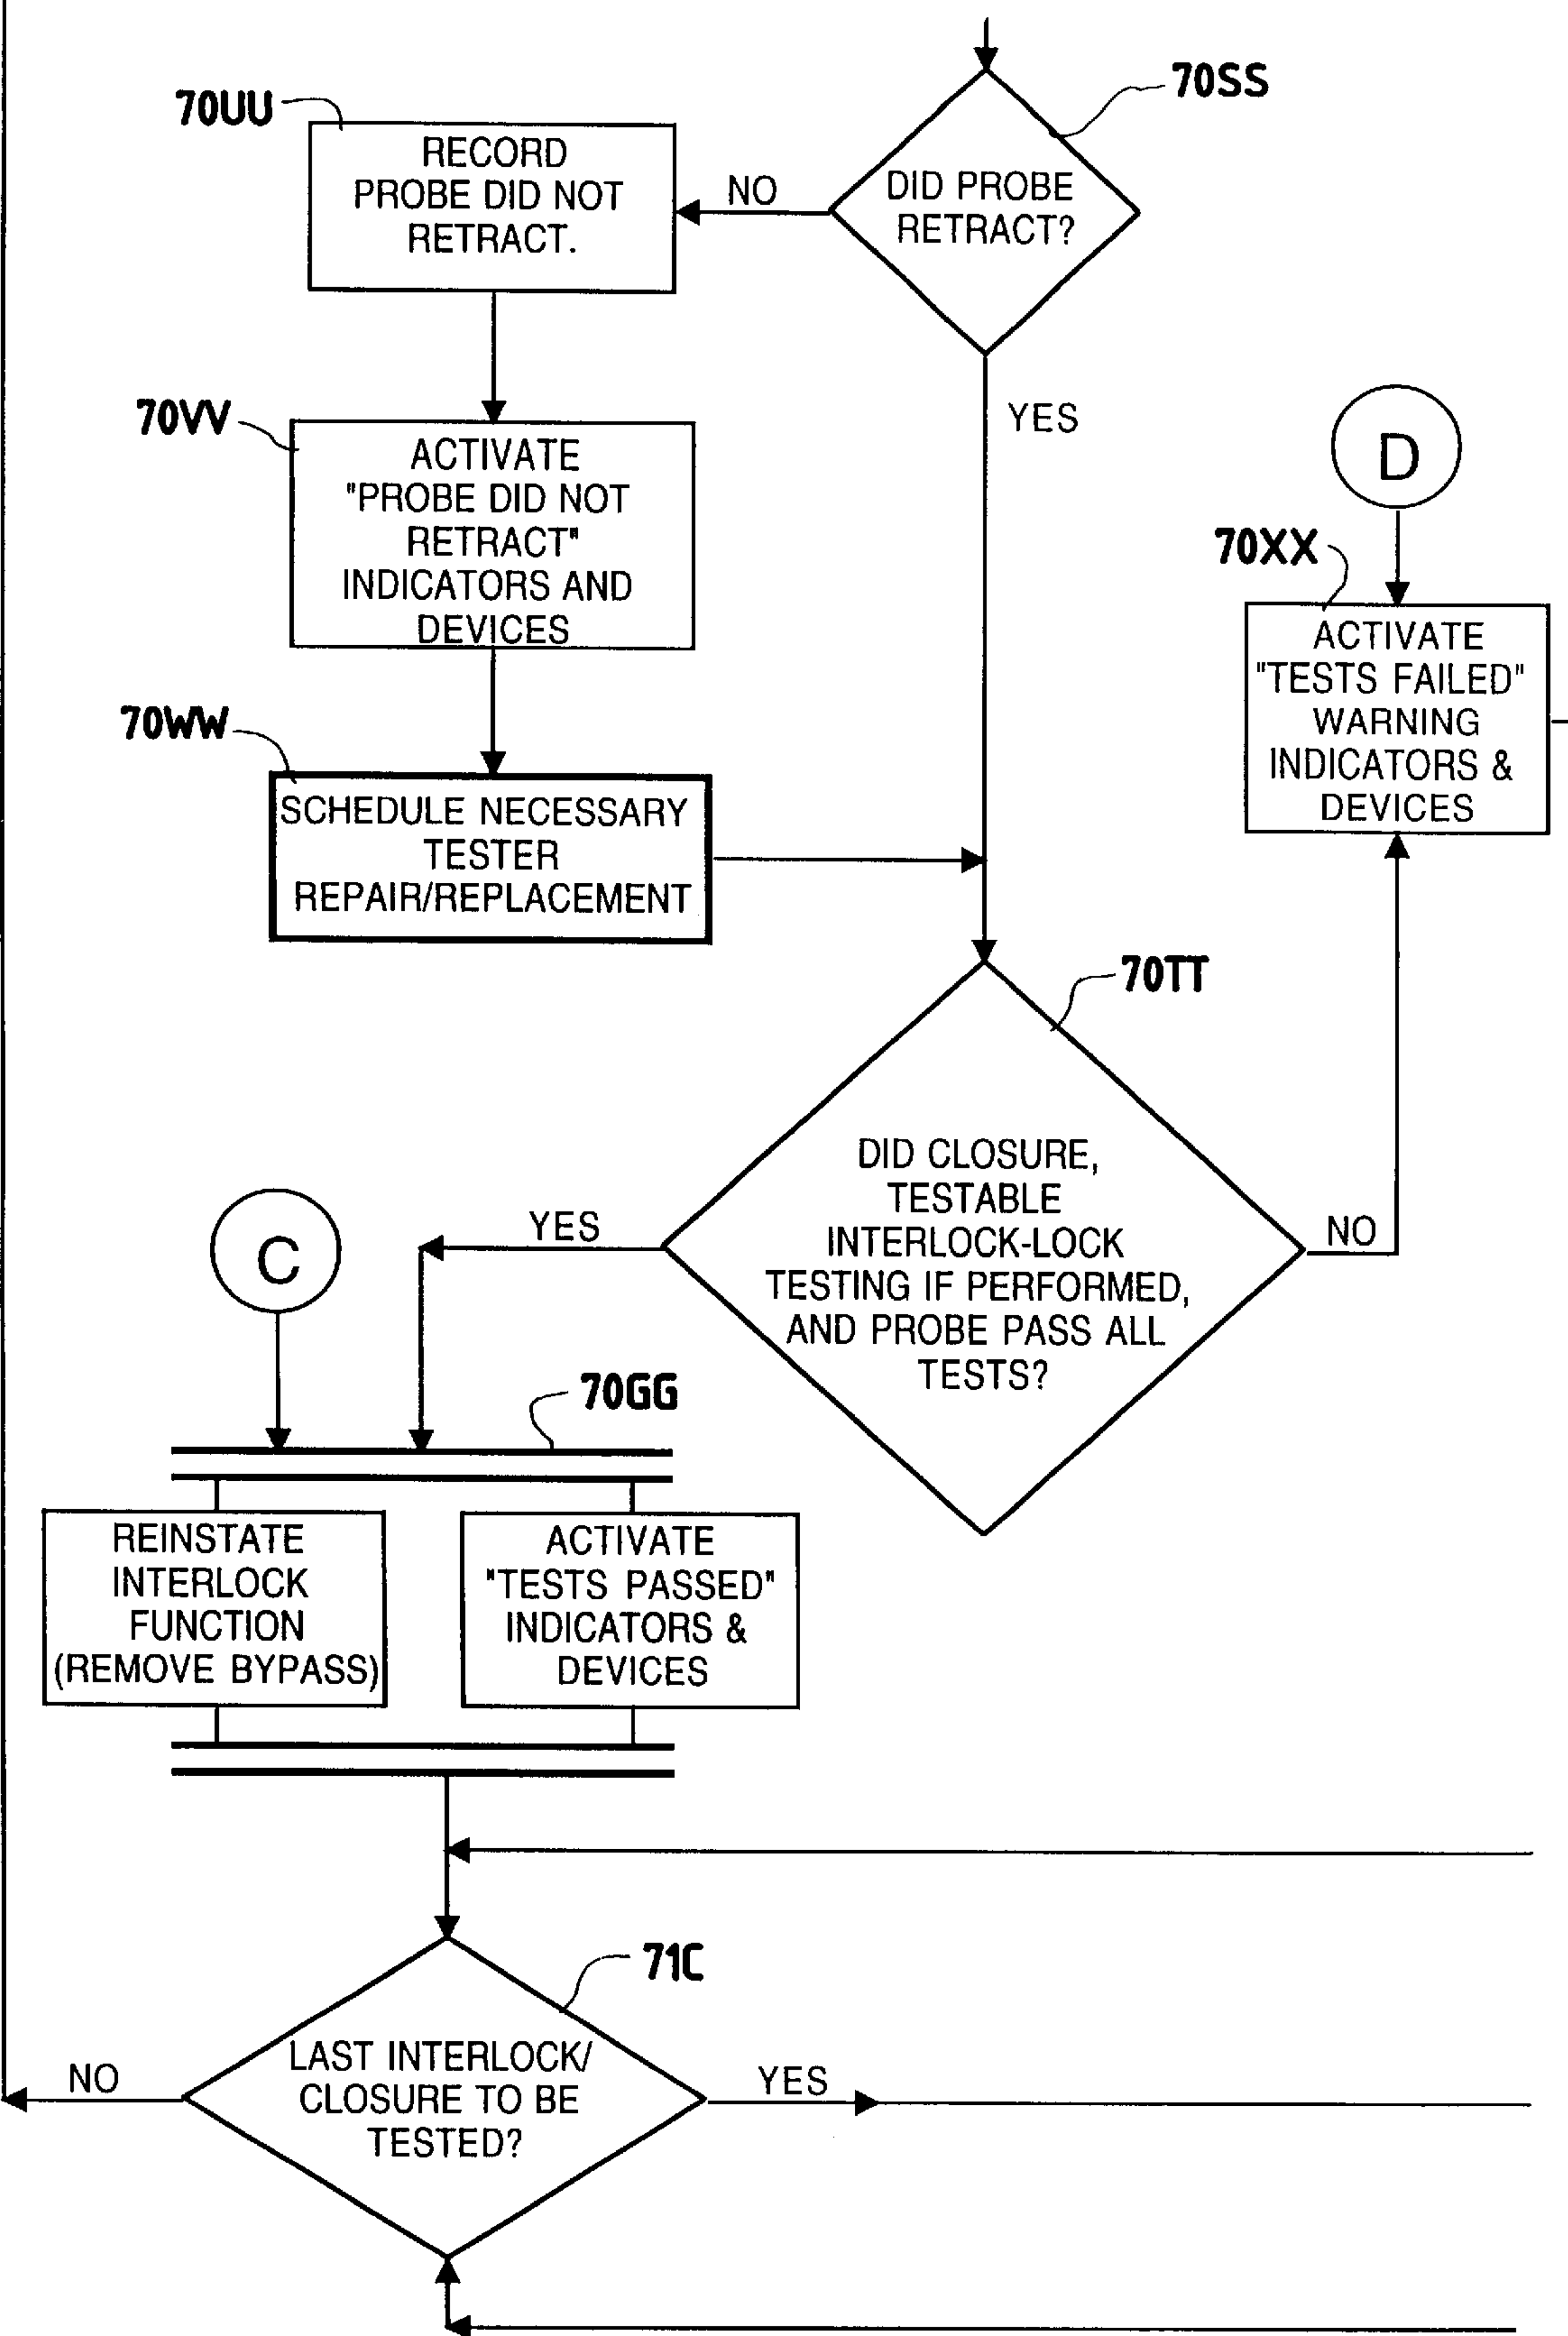 70SS
DID PROBE
RETRACT?
NO
70UU
RECORD
PROBE DID NOT
RETRACT.
YES
70VV
ACTIVATE
"PROBE DID NOT
RETRACT"
INDICATORS AND
DEVICES
D
70XX
ACTIVATE
"TESTS FAILED"
WARNING
INDICATORS &
DEVICES
70WW
SCHEDULE NECESSARY
TESTER
REPAIR/REPLACEMENT
70TT
DID CLOSURE,
TESTABLE
INTERLOCK-LOCK
TESTING IF PERFORMED,
AND PROBE PASS ALL
TESTS?
YES
NO
C
70GG
REINSTATE
INTERLOCK
FUNCTION
(REMOVE BYPASS)
ACTIVATE
"TESTS PASSED"
INDICATORS &
DEVICES
71C
LAST INTERLOCK/
CLOSURE TO BE
TESTED?
NO
YES